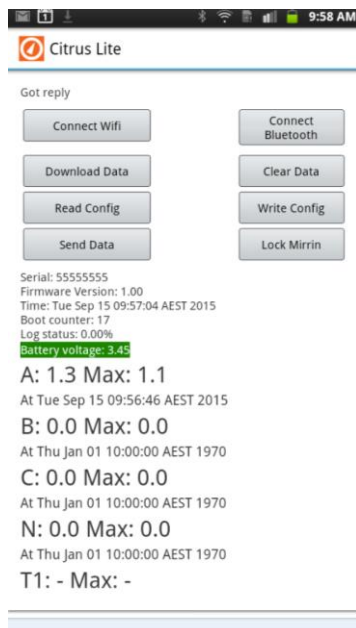 1
9:58 AM
Citrus Lite
Got reply
Connect Wifi
Connect
Bluetooth
Download Data
Clear Data
Read Config
Write Config
Send Data
Lock Mirrin
Serial: 55555555
Firmware Version: 1.00
Time: Tue Sep 15 09:57:04 AEST 2015
Boot counter: 17
Log status: 0.00%
Battery voltage: 3.45
A: 1.3 Max: 1.1
At Tue Sep 15 09:56:46 AEST 2015
B: 0.0 Max: 0.0
At Thu Jan 01 10:00:00 AEST 1970
C: 0.0 Max: 0.0
At Thu Jan 01 10:00:00 AEST 1970
N: 0.0 Max: 0.0
At Thu Jan 01 10:00:00 AEST 1970
T1: - Max: -